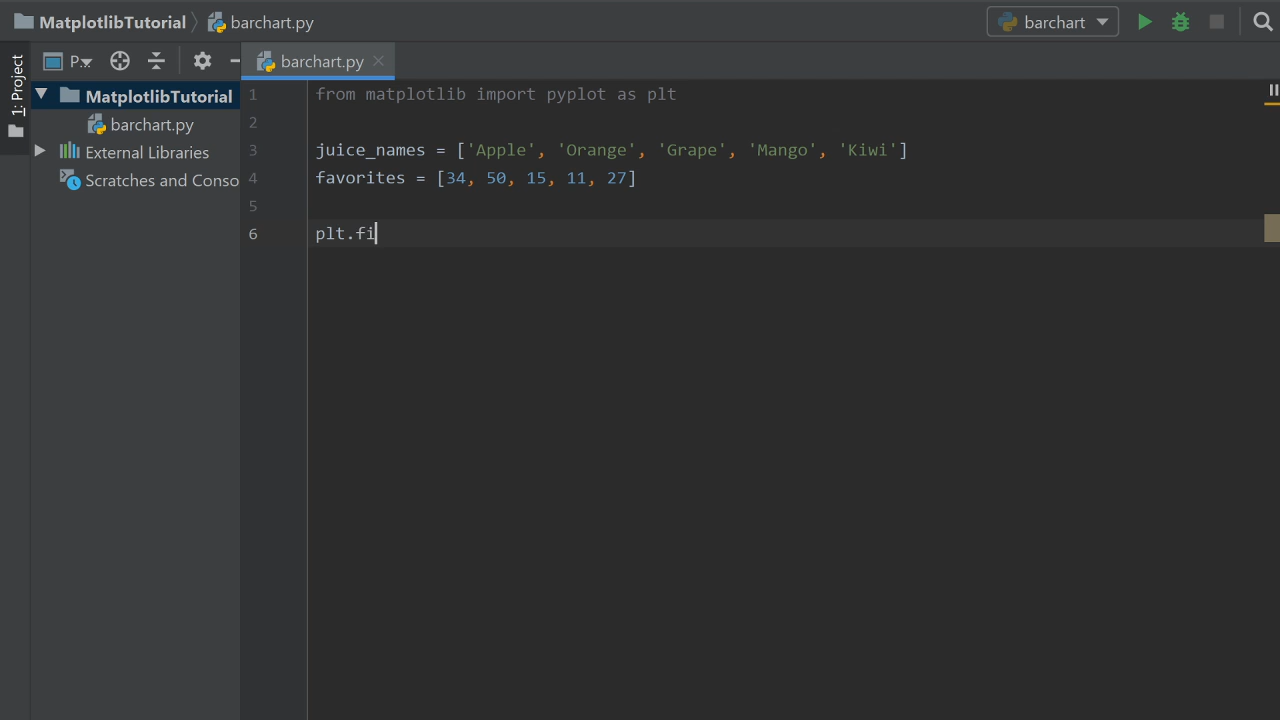 MatplotlibTutorial barchart.py barchart
1: Project
P... barchart.py
MatplotlibTutorial
barchart.py
External Libraries
Scratches and Conso
1 from matplotlib import pyplot as plt
2
3 juice_names = ['Apple', 'Orange', 'Grape', 'Mango', 'Kiwi']
4 favorites = [34, 50, 15, 11, 27]
5
6 plt.fi